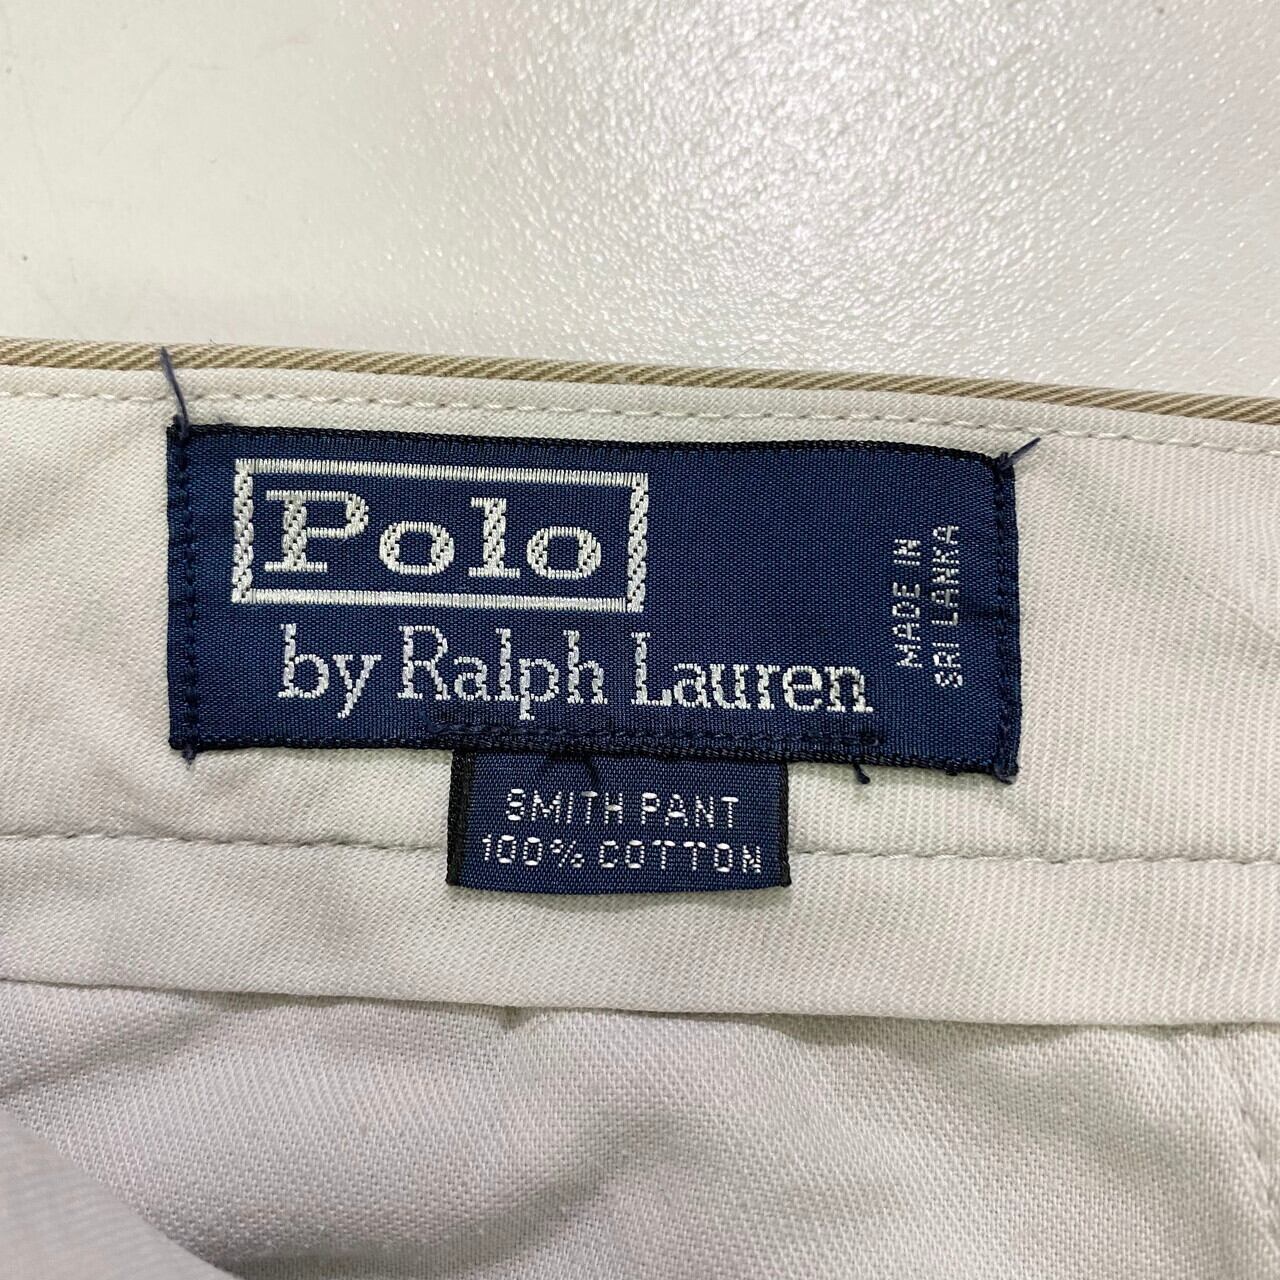 Polo
by Ralph Lauren
MADE IN
SRI LANKA
SMITH PANT
100% COTTON